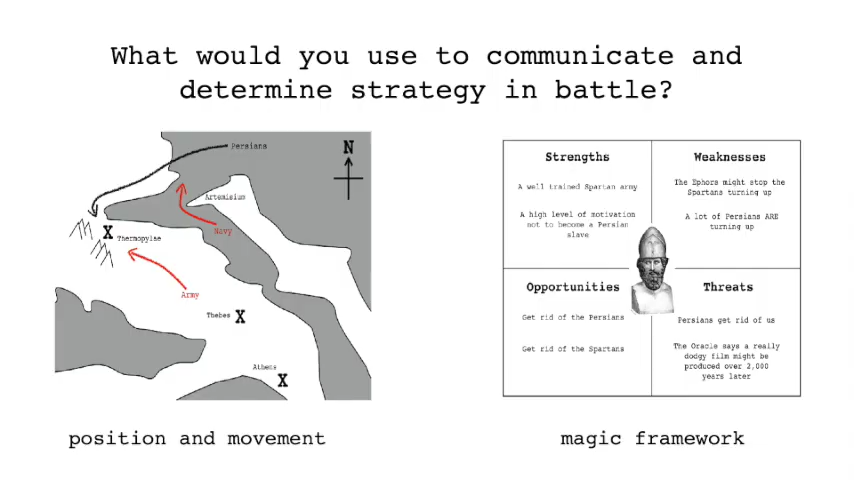 What would you use to communicate and
determine strategy in battle?
Persians
N
Artemisium
X
Thermopylae
Navy
Army
Thebes
X
Athens
X
position and movement
Strengths
A well trained Spartan army
A high level of motivation
not to become a Persian
slave
Weaknesses
The Ephors might stop the
Spartans turning up
A lot of Persians ARE
turning up
Opportunities
Get rid of the Persians
Get rid of the Spartans
Threats
Persians get rid of us
The Oracle says a really
dodgy film might be
produced over 2,000
years later
magic framework